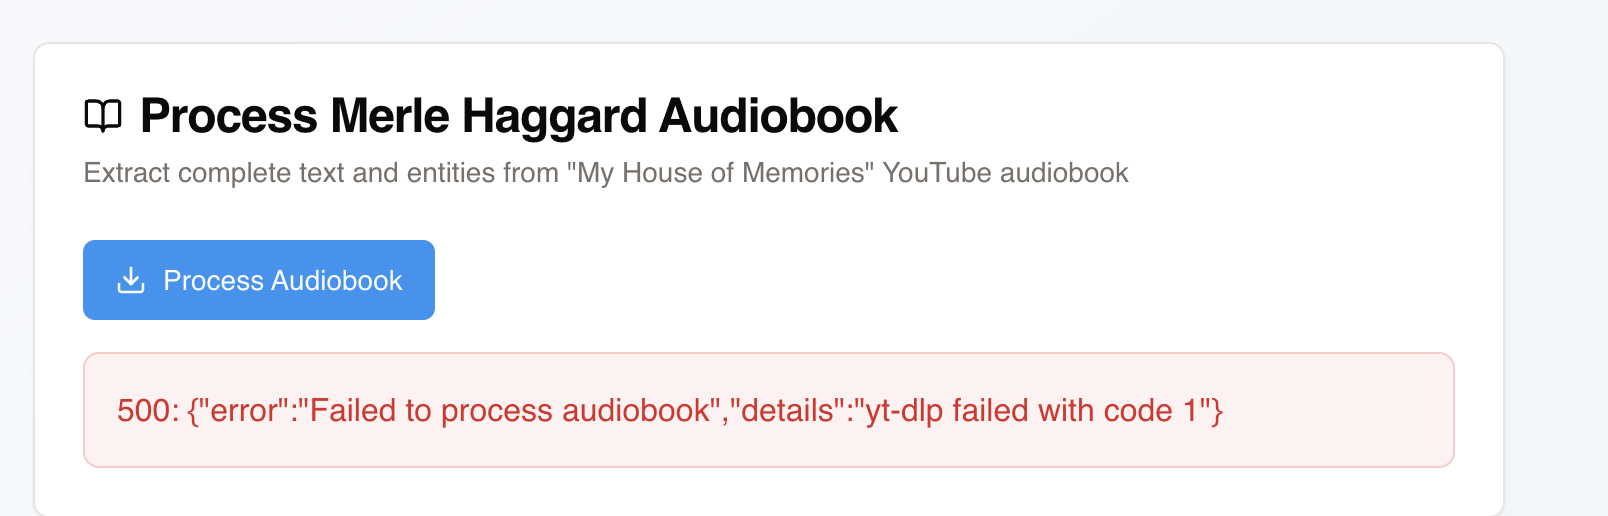 Process Merle Haggard Audiobook
Extract complete text and entities from "My House of Memories" YouTube audiobook
Process Audiobook
500: {"error":"Failed to process audiobook","details":"yt-dlp failed with code 1"}